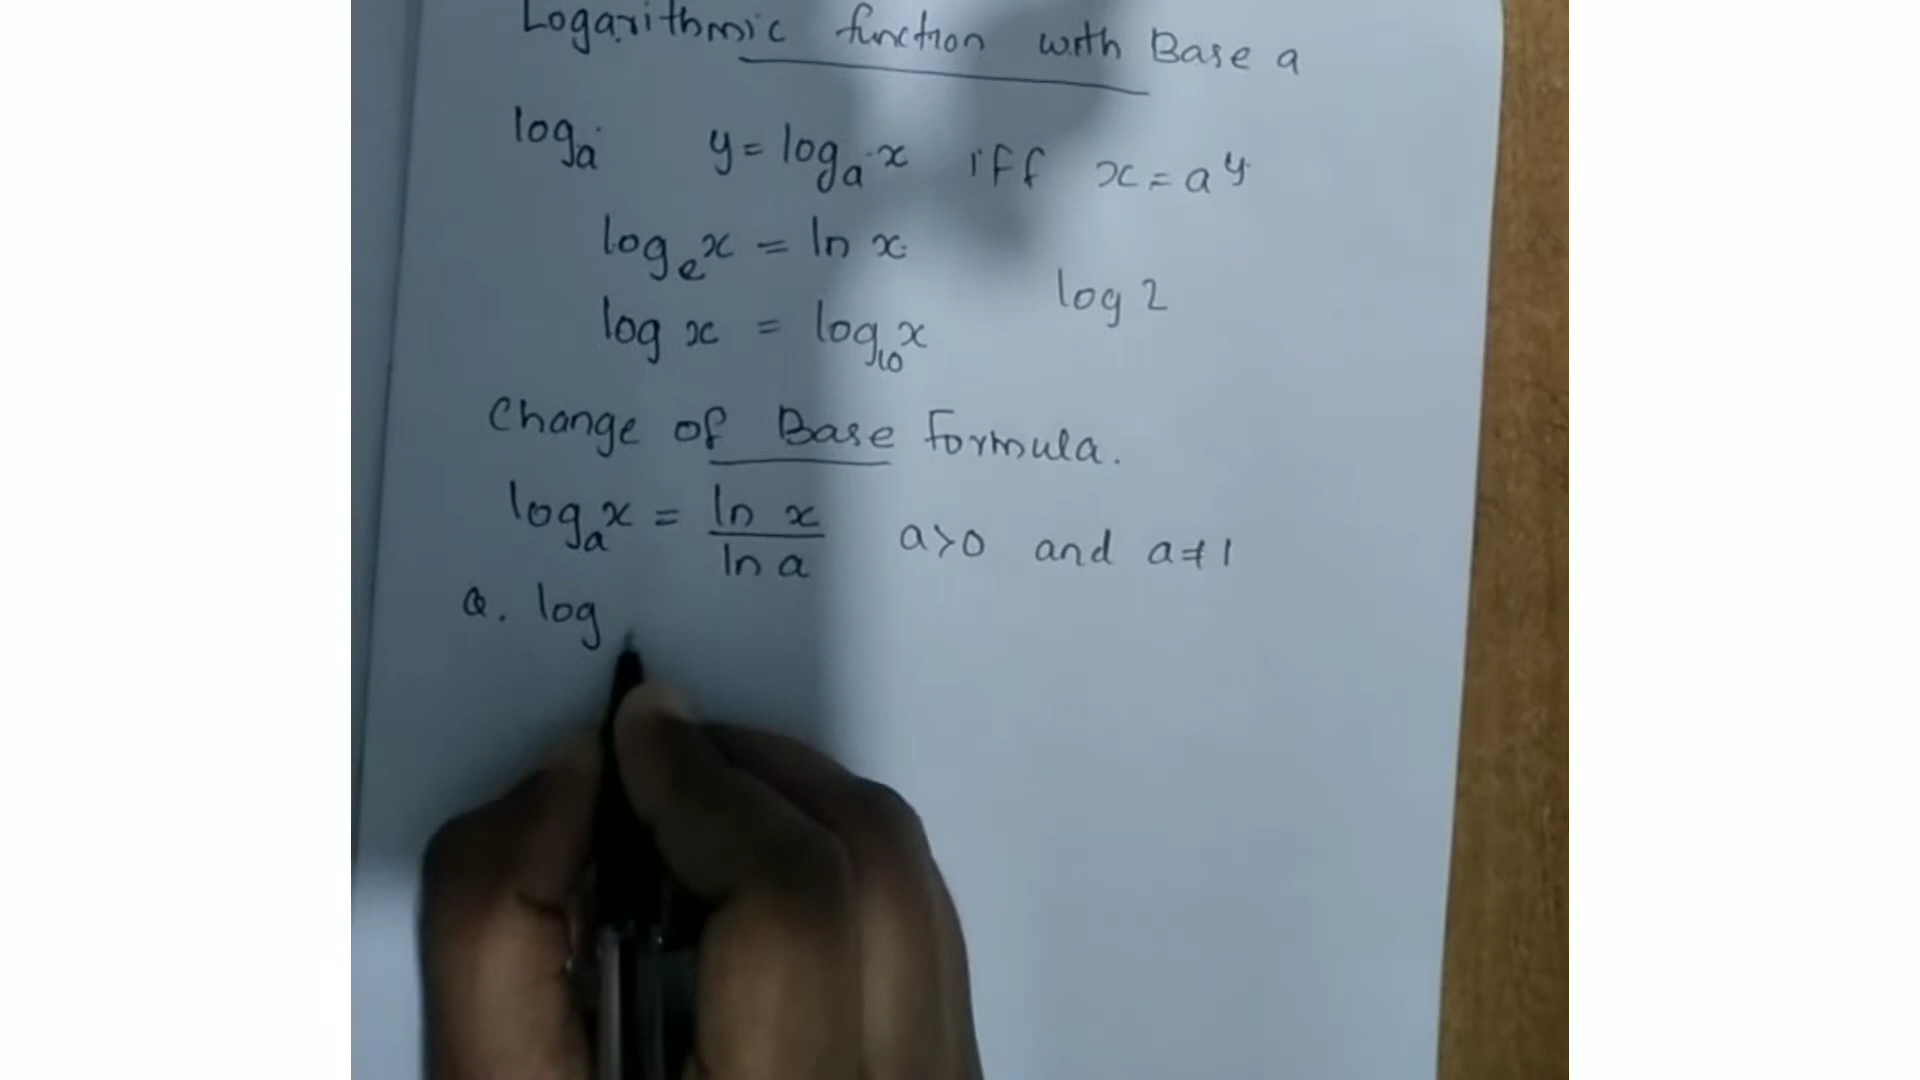 Logarithmic function with Base a
logₐ y = logₐ x iff x = a^y
logₑ x = ln x
log 2
log x = log₁₀ x
Change of Base Formula.
logₐ x = ln x / ln a a>0 and a≠1
Q. log